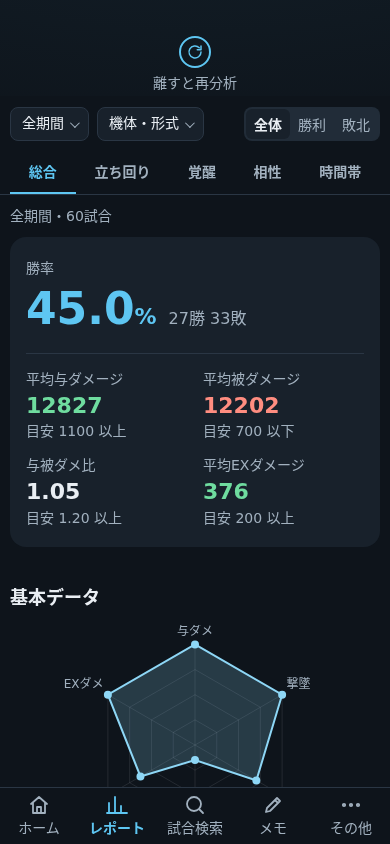 離すと再分析
全期間 機体・形式 全体 勝利 敗北
総合 立ち回り 覚醒 相性 時間帯
全期間・60試合
勝率
45.0% 27勝 33敗
平均与ダメージ 平均被ダメージ
12827 12202
目安 1100 以上 目安 700 以下
与被ダメ比 平均EXダメージ
1.05 376
目安 1.20 以上 目安 200 以上
基本データ
与ダメ
EXダメ 撃墜
ホーム レポート 試合検索 メモ その他